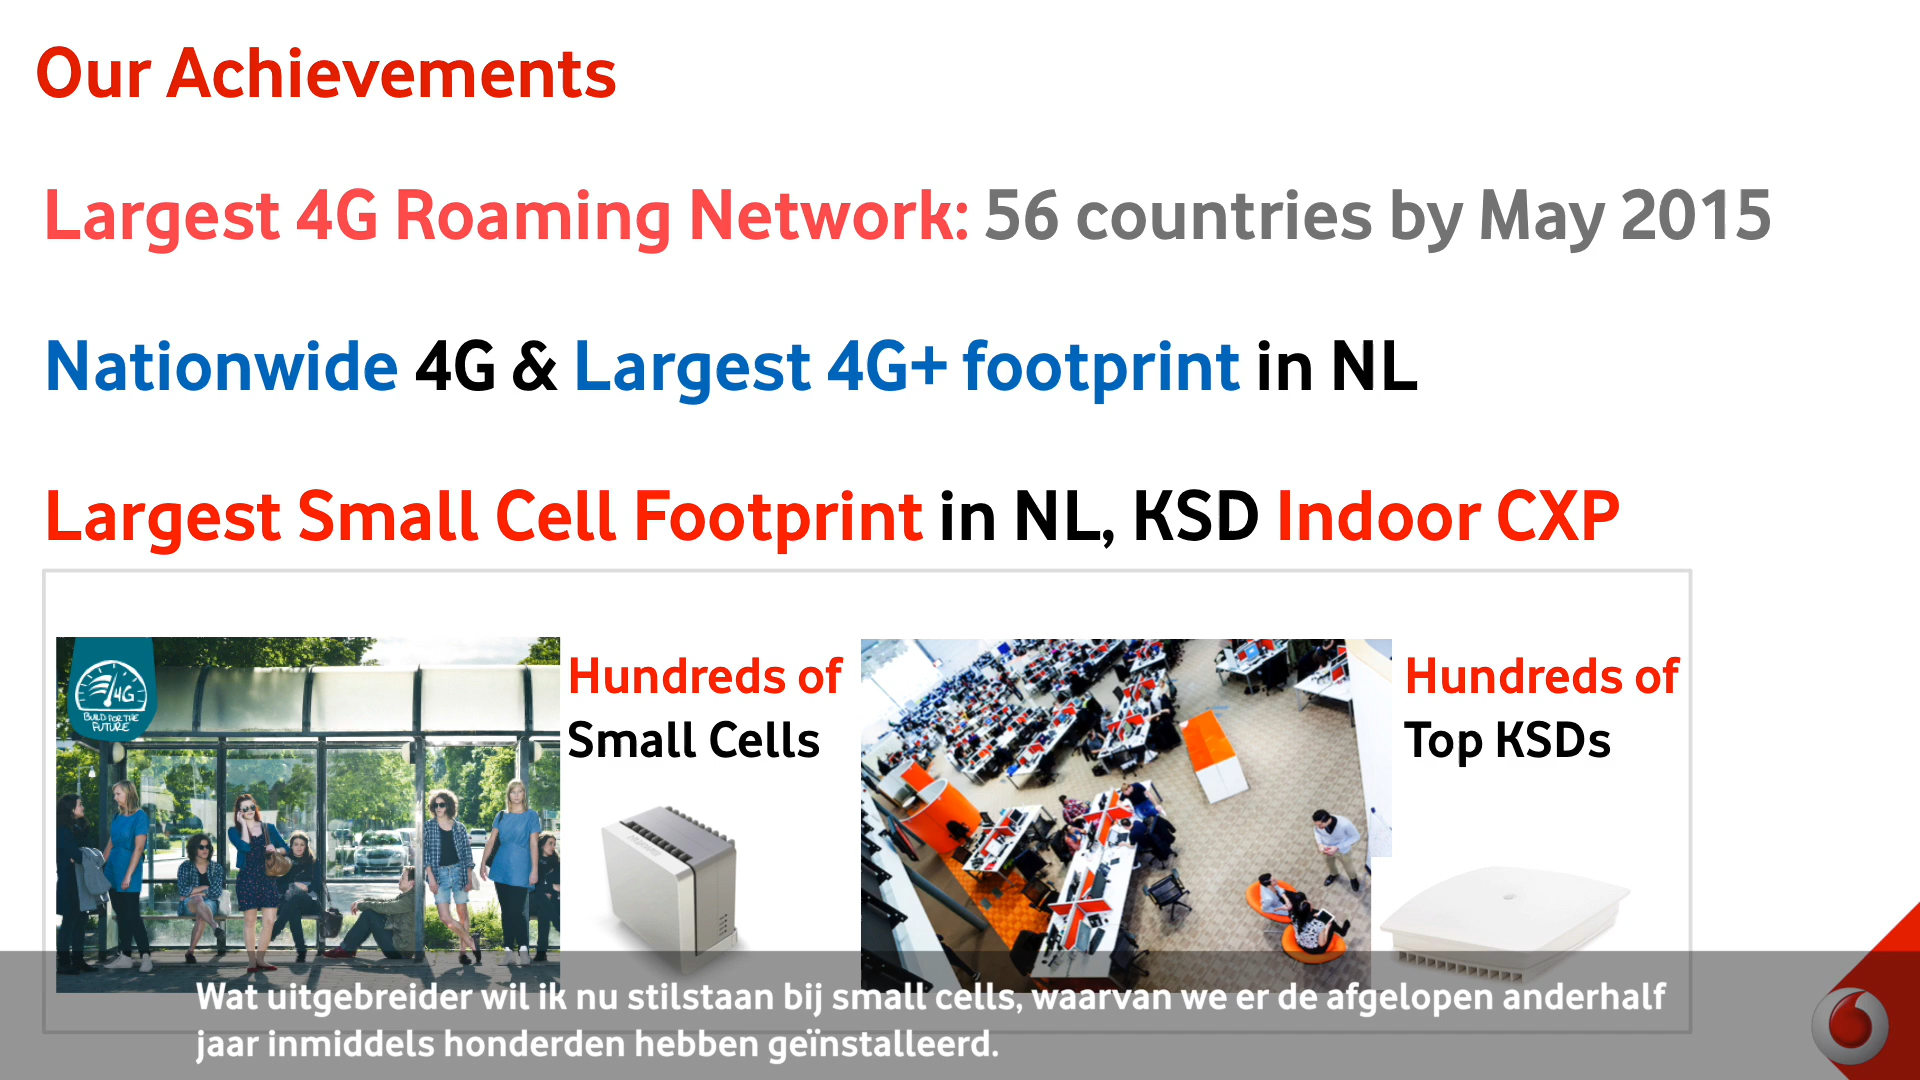 Our Achievements
Largest 4G Roaming Network: 56 countries by May 2015
Nationwide 4G & Largest 4G+ footprint in NL
Largest Small Cell Footprint in NL, KSD Indoor CXP
4G
BUILD FOR THE
FUTURE
Hundreds of
Small Cells
Hundreds of
Top KSDs
Wat uitgebreider wil ik nu stilstaan bij small cells, waarvan we er de afgelopen anderhalf
jaar inmiddels honderden hebben geïnstalleerd.